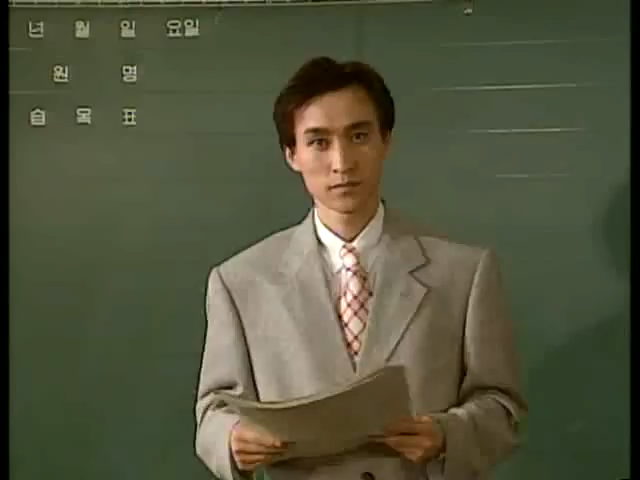 년 월 일 요일
원 명
습 목 표